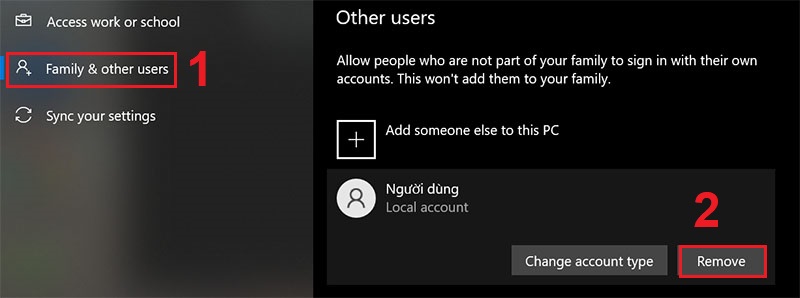 Access work or school
Family & other users
1
Sync your settings
Other users
Allow people who are not part of your family to sign in with their own
accounts. This won't add them to your family.
Add someone else to this PC
Người dùng
Local account
2
Change account type
Remove